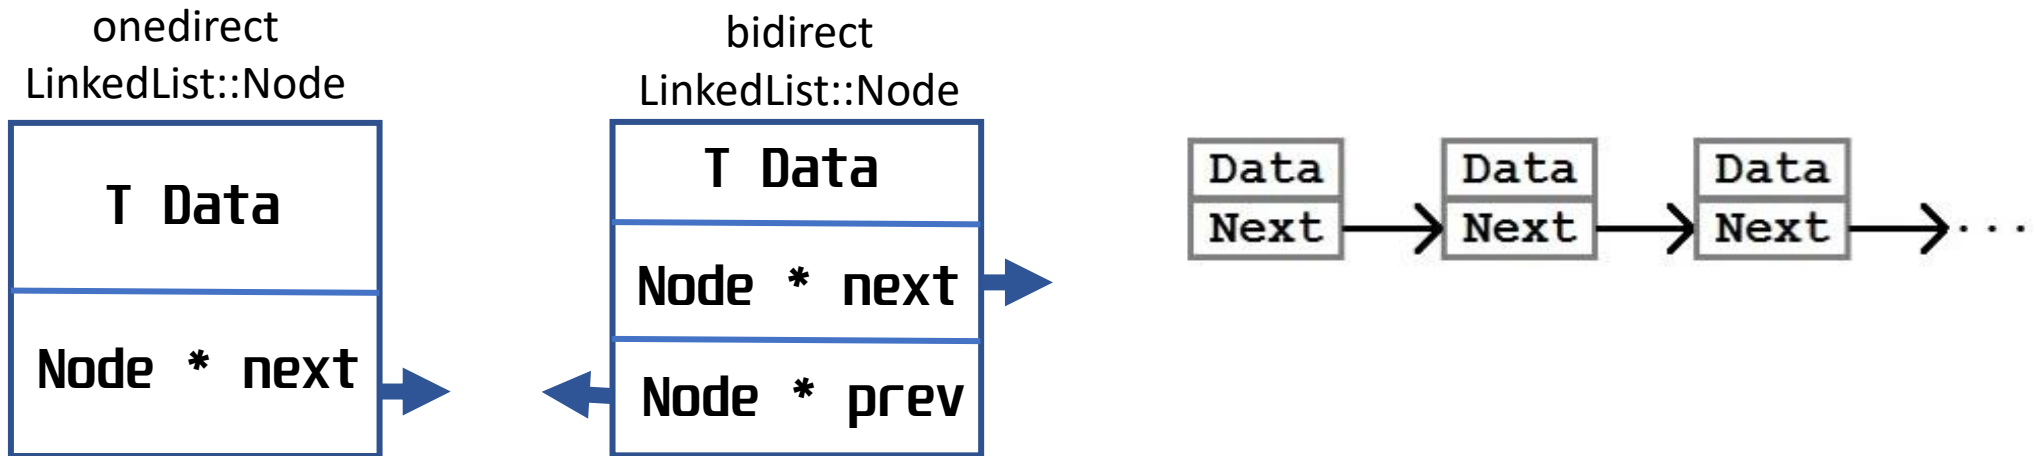 onedirect
LinkedList::Node
T Data
Node * next
bidirect
LinkedList::Node
T Data
Node * next
Node * prev
Data
Next
Data
Next
Data
Next
...